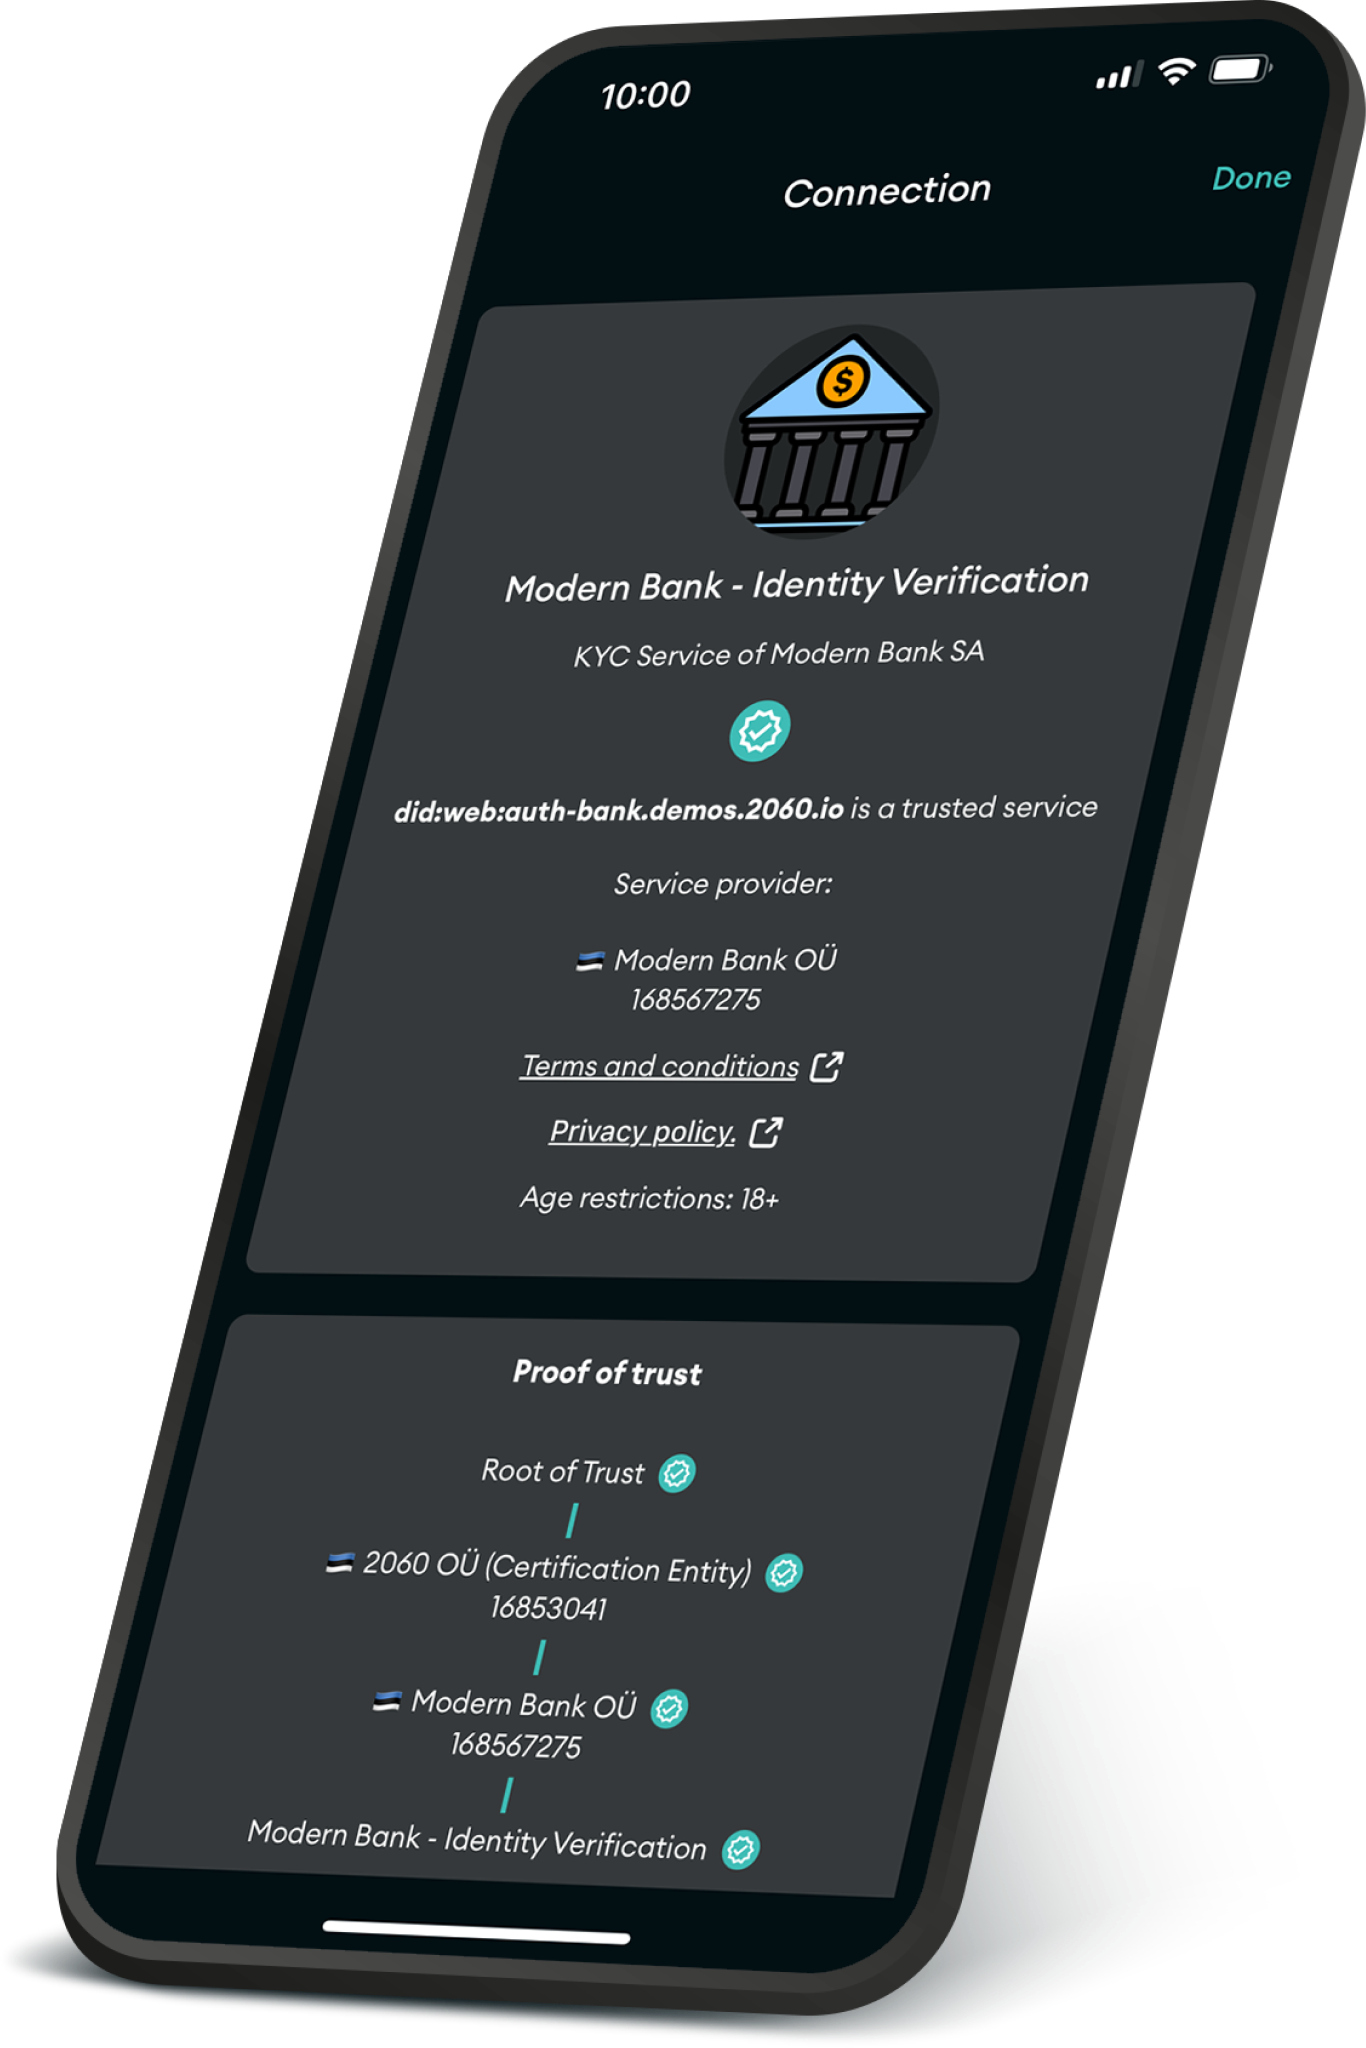 10:00
Connection
Done
$
Modern Bank - Identity Verification
KYC Service of Modern Bank SA
did:web:auth-bank.demos.2060.io is a trusted service
Service provider:
Modern Bank OÜ
168567275
Terms and conditions
Privacy policy.
Age restrictions: 18+
Proof of trust
Root of Trust
2060 OÜ (Certification Entity)
16853041
Modern Bank OÜ
168567275
Modern Bank - Identity Verification